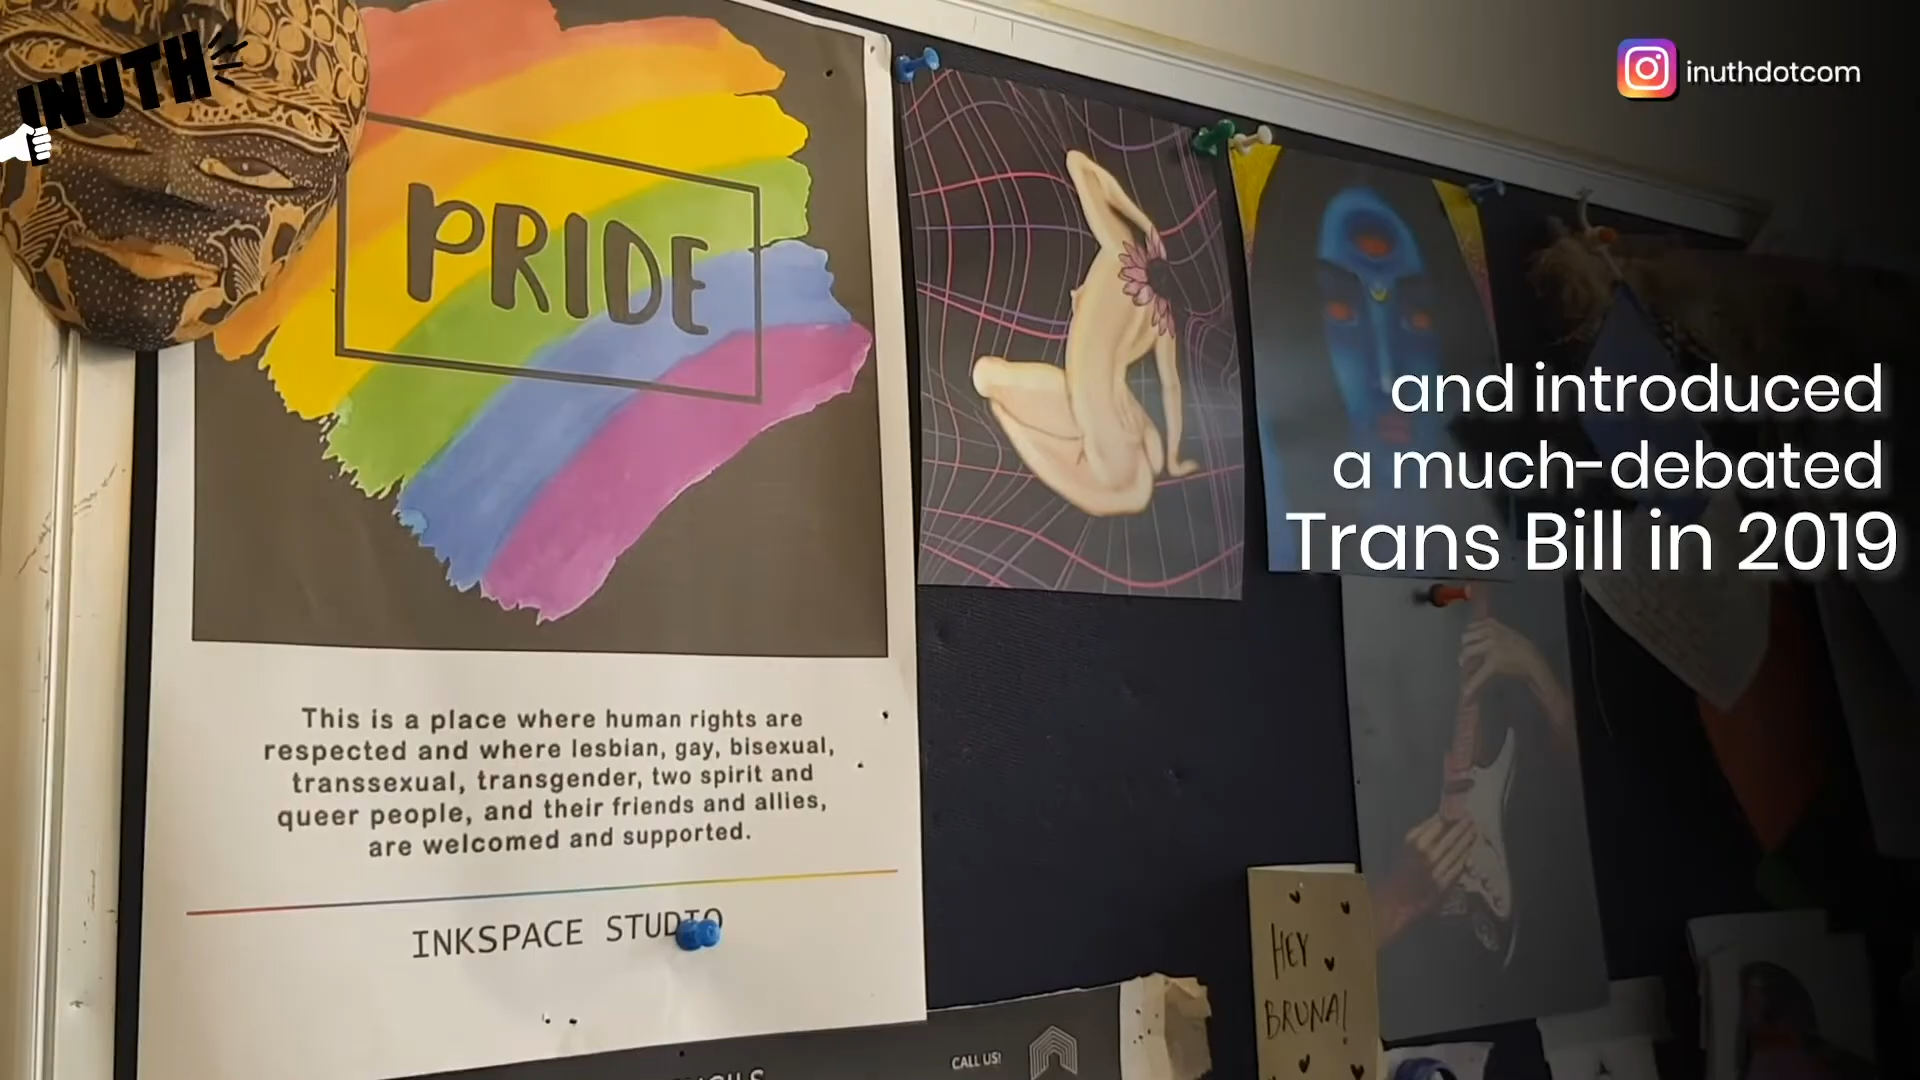 INUTH
inuthdotcom
PRIDE
and introduced
a much-debated
Trans Bill in 2019
This is a place where human rights are
respected and where lesbian, gay, bisexual,
transsexual, transgender, two spirit and
queer people, and their friends and allies,
are welcomed and supported.
INKSPACE STUDIO
HEY
BRUNA!
CALL US!